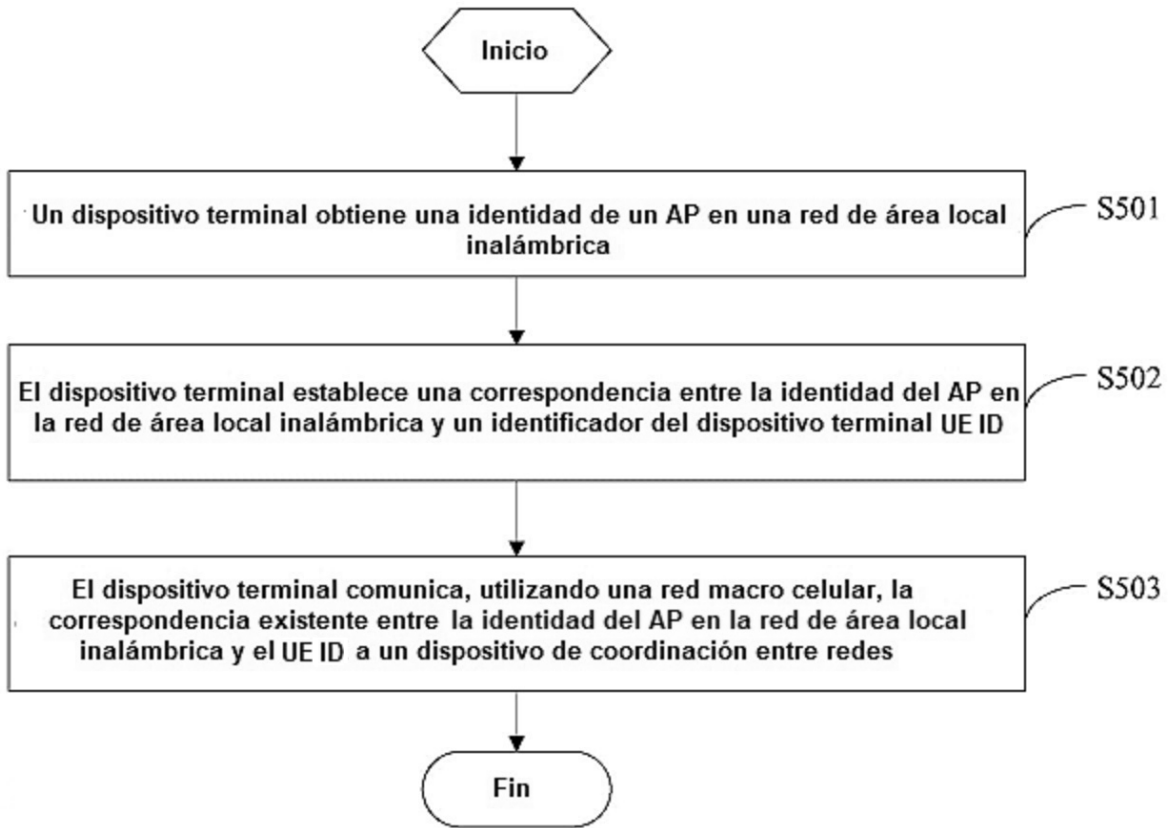 Inicio
Un dispositivo terminal obtiene una identidad de un AP en una red de área local
inalámbrica
S501
El dispositivo terminal establece una correspondencia entre la identidad del AP en
la red de área local inalámbrica y un identificador del dispositivo terminal UE ID
S502
El dispositivo terminal comunica, utilizando una red macro celular, la
correspondencia existente entre la identidad del AP en la red de área local
inalámbrica y el UE ID a un dispositivo de coordinación entre redes
S503
Fin